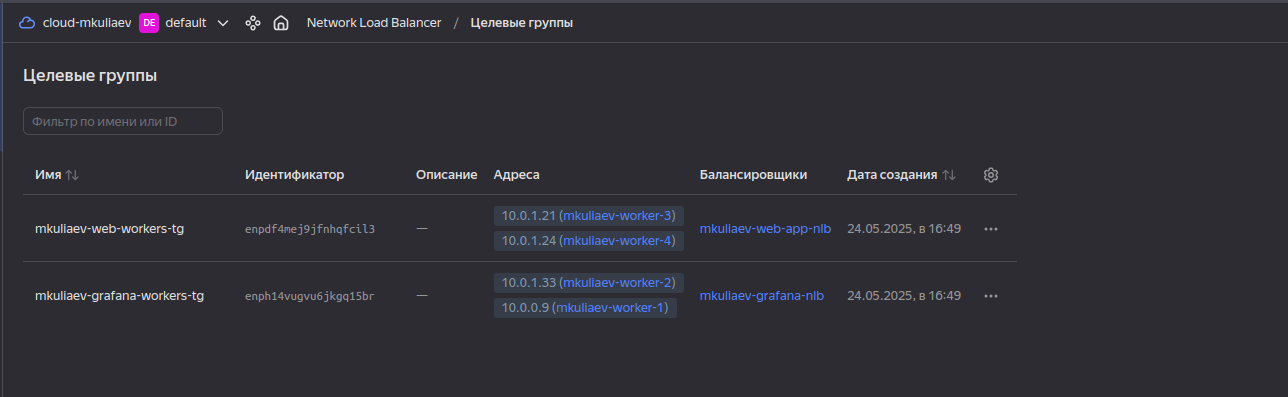 cloud-mkuliaev DE default Network Load Balancer / Целевые группы
Целевые группы
Фильтр по имени или ID
Имя Идентификатор Описание Адреса Балансировщики Дата создания
mkuliaev-web-workers-tg enpdf4mej9jfnhqfcil3 — 10.0.1.21 (mkuliaev-worker-3) mkuliaev-web-app-nlb 24.05.2025, в 16:49
10.0.1.24 (mkuliaev-worker-4)
mkuliaev-grafana-workers-tg enph14vugvu6jkgq15br — 10.0.1.33 (mkuliaev-worker-2) mkuliaev-grafana-nlb 24.05.2025, в 16:49
10.0.0.9 (mkuliaev-worker-1)